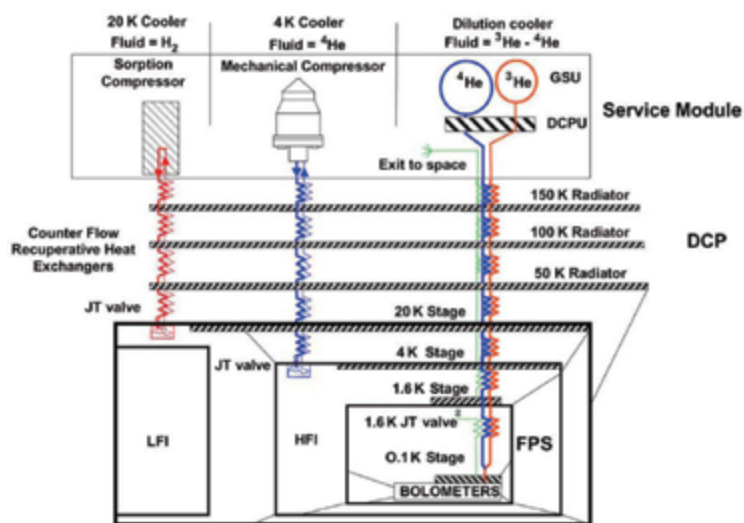 20 K Cooler
Fluid = H₂
Sorption
Compressor
4 K Cooler
Fluid = ⁴He
Mechanical Compressor
Dilution cooler
Fluid = ³He - ⁴He
⁴He
³He
GSU
DCPU
Service Module
Exit to space
150 K Radiator
Counter Flow
Recuperative Heat
Exchangers
100 K Radiator
DCP
50 K Radiator
JT valve
20 K Stage
JT valve
4 K Stage
1.6 K Stage
1.6 K JT valve²
FPS
LFI
HFI
O.1 K Stage
BOLOMETERS